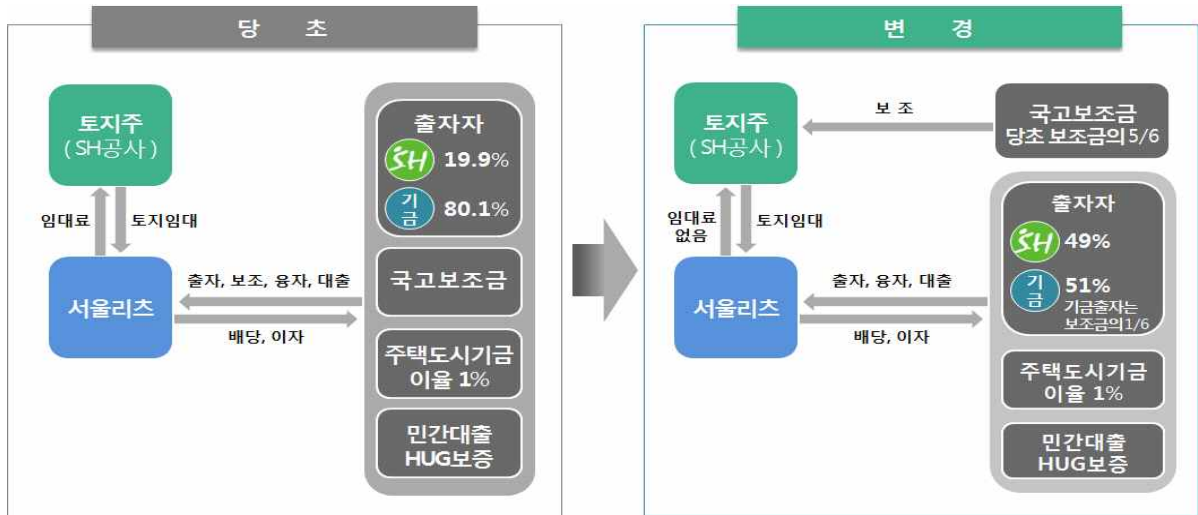 당 초
토지주
( SH공사 )
임대료
토지임대
서울리츠
출자, 보조, 융자, 대출
배당, 이자
출자자
SH 19.9%
기금 80.1%
국고보조금
주택도시기금
이율 1%
민간대출
HUG보증
변 경
토지주
( SH공사 )
보 조
국고보조금
당초 보조금의 5/6
임대료
없음
토지임대
서울리츠
출자, 융자, 대출
배당, 이자
출자자
SH 49%
기금 51%
기금출자는
보조금의1/6
주택도시기금
이율 1%
민간대출
HUG보증